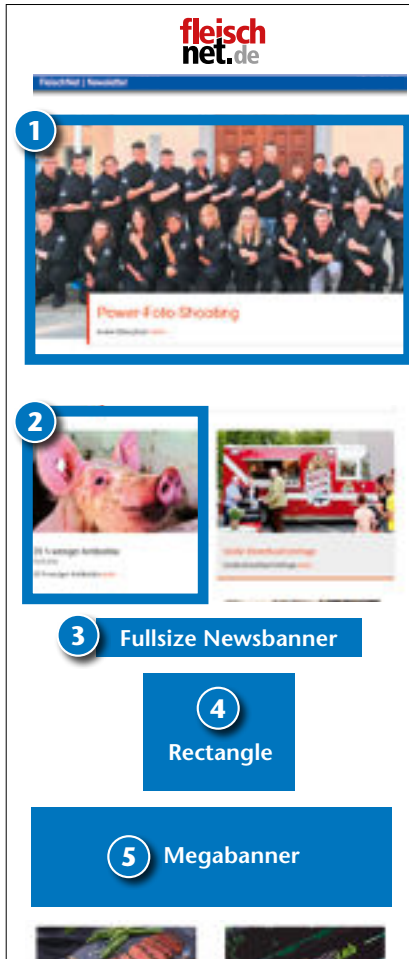 fleisch
net.de
FleischNet | Newsletter
1
Power-Foto-Shooting
2
3 Fullsize Newsbanner
4
Rectangle
5 Megabanner